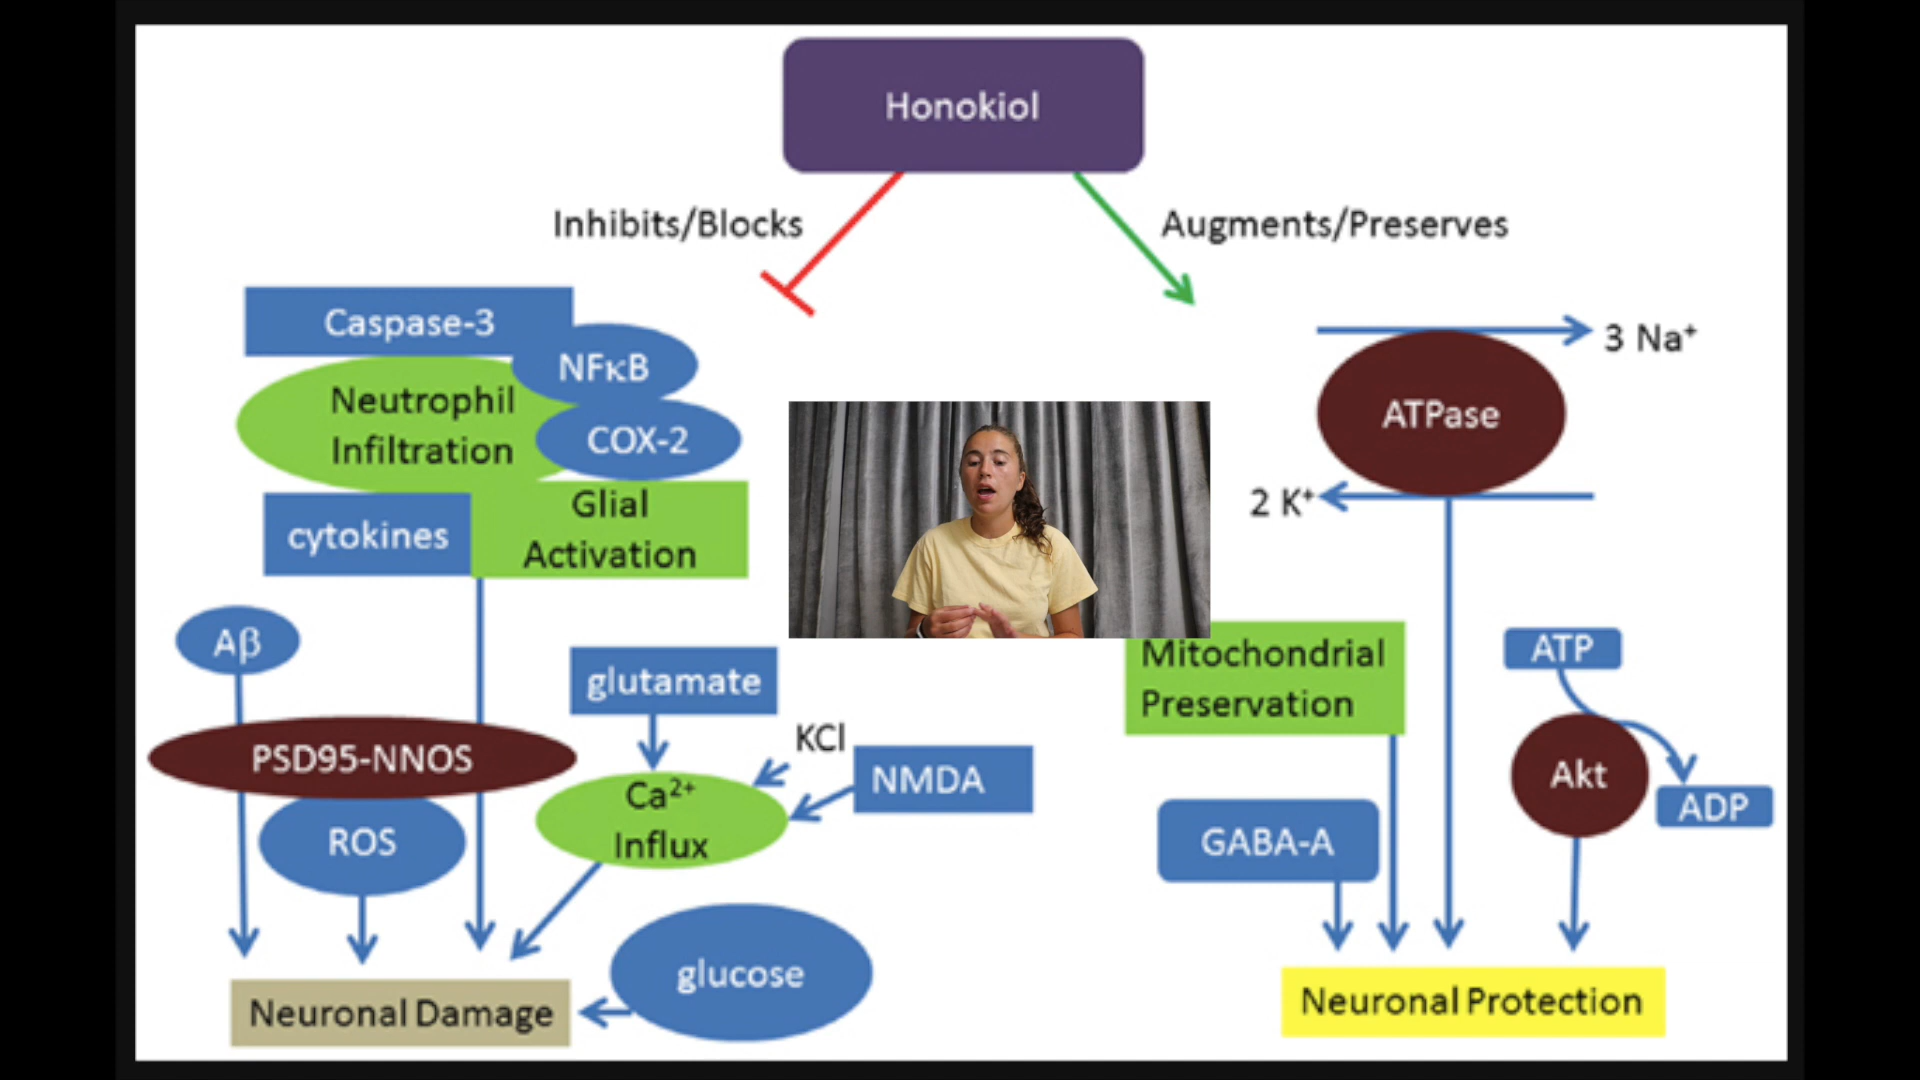 Honokiol
Inhibits/Blocks
Augments/Preserves
Caspase-3
NFκB
Neutrophil
Infiltration
COX-2
cytokines
Glial
Activation
Aβ
PSD95-NNOS
ROS
glutamate
KCl
NMDA
Ca²⁺
Influx
glucose
Neuronal Damage
3 Na⁺
ATPase
2 K⁺
Mitochondrial
Preservation
ATP
Akt
ADP
GABA-A
Neuronal Protection